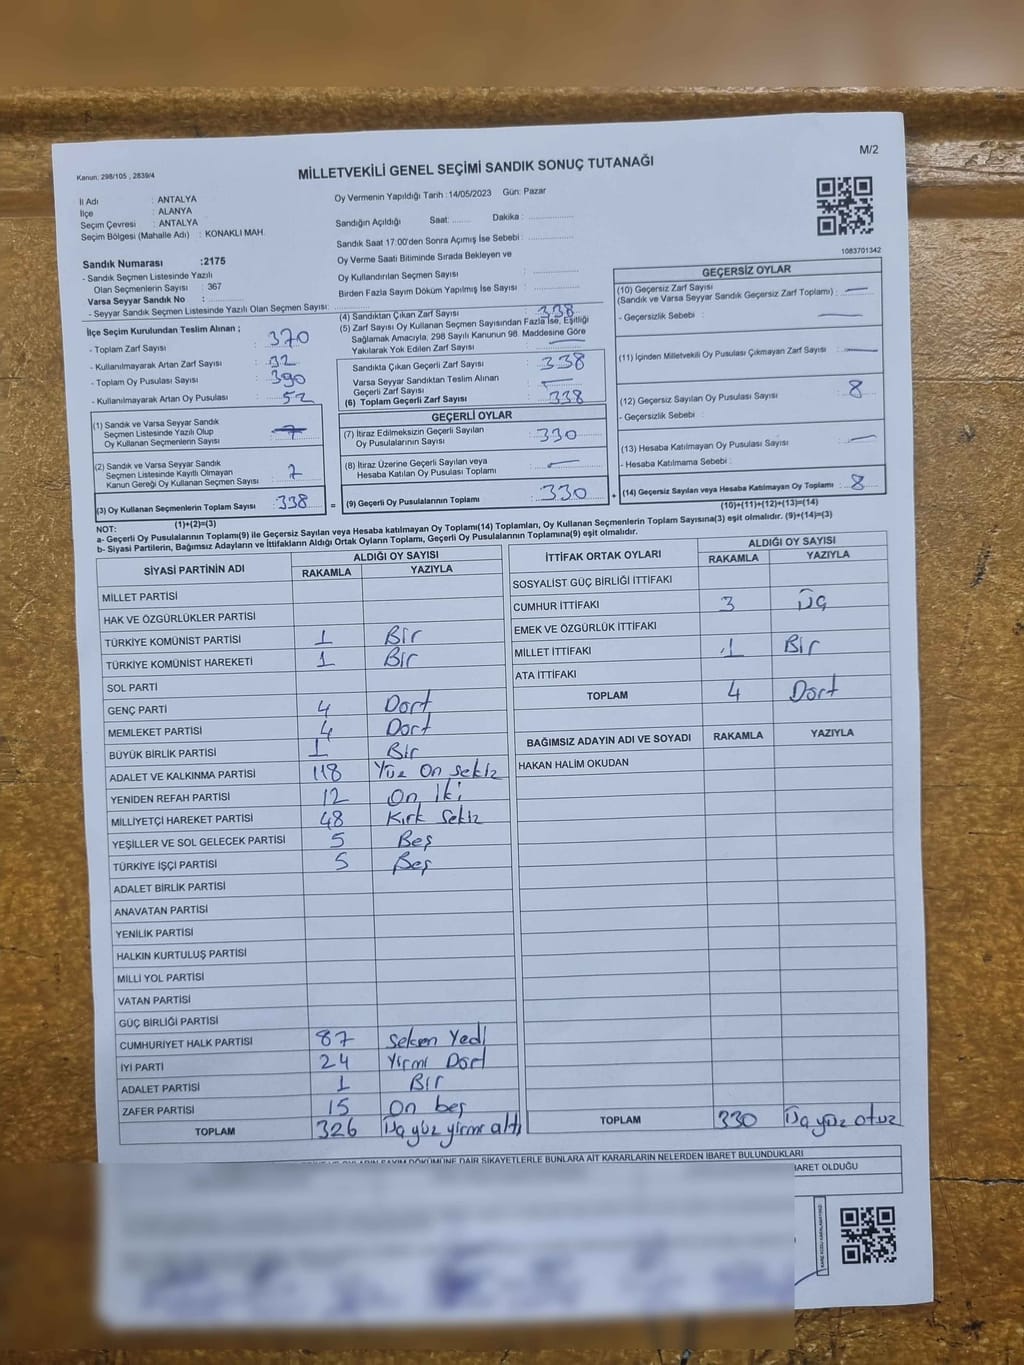 M/2
Kanun: 298/105 , 2839/4
MİLLETVEKİLİ GENEL SEÇİMİ SANDIK SONUÇ TUTANAĞI
İl Adı : ANTALYA
İlçe : ALANYA
Seçim Çevresi : ANTALYA
Seçim Bölgesi (Mahalle Adı) : KONAKLI MAH.
Sandık Numarası :2175
- Sandık Seçmen Listesinde Yazılı
Olan Seçmenlerin Sayısı : 367
Varsa Seyyar Sandık No :
- Seyyar Sandık Seçmen Listesinde Yazılı Olan Seçmen Sayısı:
Oy Vermenin Yapıldığı Tarih :14/05/2023 Gün: Pazar
Sandığın Açıldığı Saat: Dakika :
Sandık Saat 17.00'den Sonra Açımış İse Sebebi :
Oy Verme Saati Bitiminde Sırada Bekleyen ve
Oy Kullandırılan Seçmen Sayısı :
Birden Fazla Sayım Döküm Yapılmış İse Sayısı :
1083701342
İlçe Seçim Kurulundan Teslim Alınan ;
- Toplam Zarf Sayısı : 370
- Kullanılmayarak Artan Zarf Sayısı : 32
- Toplam Oy Pusulası Sayısı : 390
- Kullanılmayarak Artan Oy Pusulası : 52
(1) Sandık ve Varsa Seyyar Sandık
Seçmen Listesinde Yazılı Olup
Oy Kullanan Seçmenlerin Sayısı :
(2) Sandık ve Varsa Seyyar Sandık
Seçmen Listesinde Kayıtlı Olmayan
Kanun Gereği Oy Kullanan Seçmen Sayısı : 7
(3) Oy Kullanan Seçmenlerin Toplam Sayısı : 338
(1)+(2)=(3)
(4) Sandıktan Çıkan Zarf Sayısı : 338
(5) Zarf Sayısı Oy Kullanan Seçmen Sayısından Fazla İse, Eşitliği
Sağlamak Amacıyla, 298 Sayılı Kanunun 98. Maddesine Göre
Yakılarak Yok Edilen Zarf Sayısı :
Sandıkta Çıkan Geçerli Zarf Sayısı : 338
Varsa Seyyar Sandıktan Teslim Alınan
Geçerli Zarf Sayısı :
(6) Toplam Geçerli Zarf Sayısı : 338
GEÇERLİ OYLAR
(7) İtiraz Edilmeksizin Geçerli Sayılan
Oy Pusulalarının Sayısı : 330
(8) İtiraz Üzerine Geçerli Sayılan veya
Hesaba Katılan Oy Pusulası Toplamı :
= (9) Geçerli Oy Pusulalarının Toplamı : 330 +
GEÇERSİZ OYLAR
(10) Geçersiz Zarf Sayısı
(Sandık ve Varsa Seyyar Sandık Geçersiz Zarf Toplamı) :
- Geçersizlik Sebebi :
(11) İçinden Milletvekili Oy Pusulası Çıkmayan Zarf Sayısı :
(12) Geçersiz Sayılan Oy Pusulası Sayısı : 8
- Geçersizlik Sebebi :
(13) Hesaba Katılmayan Oy Pusulası Sayısı :
- Hesaba Katılmama Sebebi :
(14) Geçersiz Sayılan veya Hesaba Katılmayan Oy Toplamı : 8
(10)+(11)+(12)+(13)=(14)
NOT:
a- Geçerli Oy Pusulalarının Toplamı(9) ile Geçersiz Sayılan veya Hesaba katılmayan Oy Toplamı(14) Toplamları, Oy Kullanan Seçmenlerin Toplam Sayısına(3) eşit olmalıdır. (9)+(14)=(3)
b- Siyasi Partilerin, Bağımsız Adayların ve İttifakların Aldığı Ortak Oyların Toplamı, Geçerli Oy Pusulalarının Toplamına(9) eşit olmalıdır.
SİYASİ PARTİNİN ADI ALDIĞI OY SAYISI
RAKAMLA YAZIYLA
MİLLET PARTİSİ
HAK VE ÖZGÜRLÜKLER PARTİSİ
TÜRKİYE KOMÜNİST PARTİSİ 1 Bir
TÜRKİYE KOMÜNİST HAREKETİ 1 Bir
SOL PARTİ
GENÇ PARTİ 4 Dort
MEMLEKET PARTİSİ 4 Dort
BÜYÜK BİRLİK PARTİSİ 1 Bir
ADALET VE KALKINMA PARTİSİ 118 Yüz On sekiz
YENİDEN REFAH PARTİSİ 12 On iki
MİLLİYETÇİ HAREKET PARTİSİ 48 Kırk sekiz
YEŞİLLER VE SOL GELECEK PARTİSİ 5 Beş
TÜRKİYE İŞÇİ PARTİSİ 5 Beş
ADALET BİRLİK PARTİSİ
ANAVATAN PARTİSİ
YENİLİK PARTİSİ
HALKIN KURTULUŞ PARTİSİ
MİLLİ YOL PARTİSİ
VATAN PARTİSİ
GÜÇ BİRLİĞİ PARTİSİ
CUMHURİYET HALK PARTİSİ 87 seksen Yedi
İYİ PARTİ 24 Yirmi Dort
ADALET PARTİSİ 1 Bir
ZAFER PARTİSİ 15 On beş
TOPLAM 326 Üç yüz yirmi altı
İTTİFAK ORTAK OYLARI ALDIĞI OY SAYISI
RAKAMLA YAZIYLA
SOSYALİST GÜÇ BİRLİĞİ İTTİFAKI
CUMHUR İTTİFAKI 3 Üç
EMEK VE ÖZGÜRLÜK İTTİFAKI
MİLLET İTTİFAKI 1 Bir
ATA İTTİFAKI
TOPLAM 4 Dort
BAĞIMSIZ ADAYIN ADI VE SOYADI RAKAMLA YAZIYLA
HAKAN HALİM OKUDAN
TOPLAM 330 Üç yüz otuz
DÖKÜMÜNE DAİR ŞİKAYETLERLE BUNLARA AİT KARARLARIN NELERDEN İBARET BULUNDUKLARI
BARET OLDUĞU